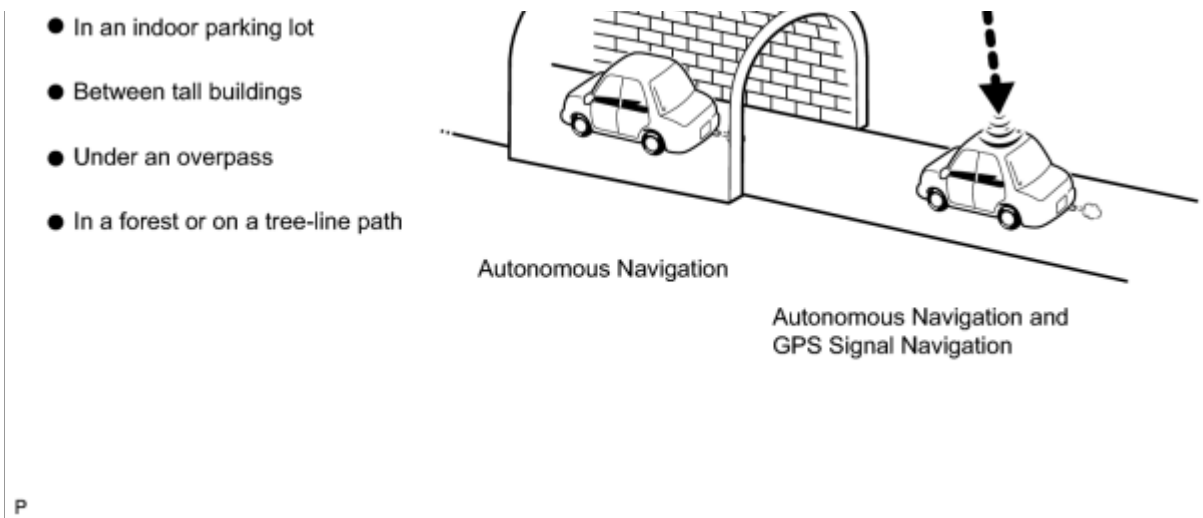 ● In an indoor parking lot
● Between tall buildings
● Under an overpass
● In a forest or on a tree-line path
Autonomous Navigation
Autonomous Navigation and
GPS Signal Navigation
P